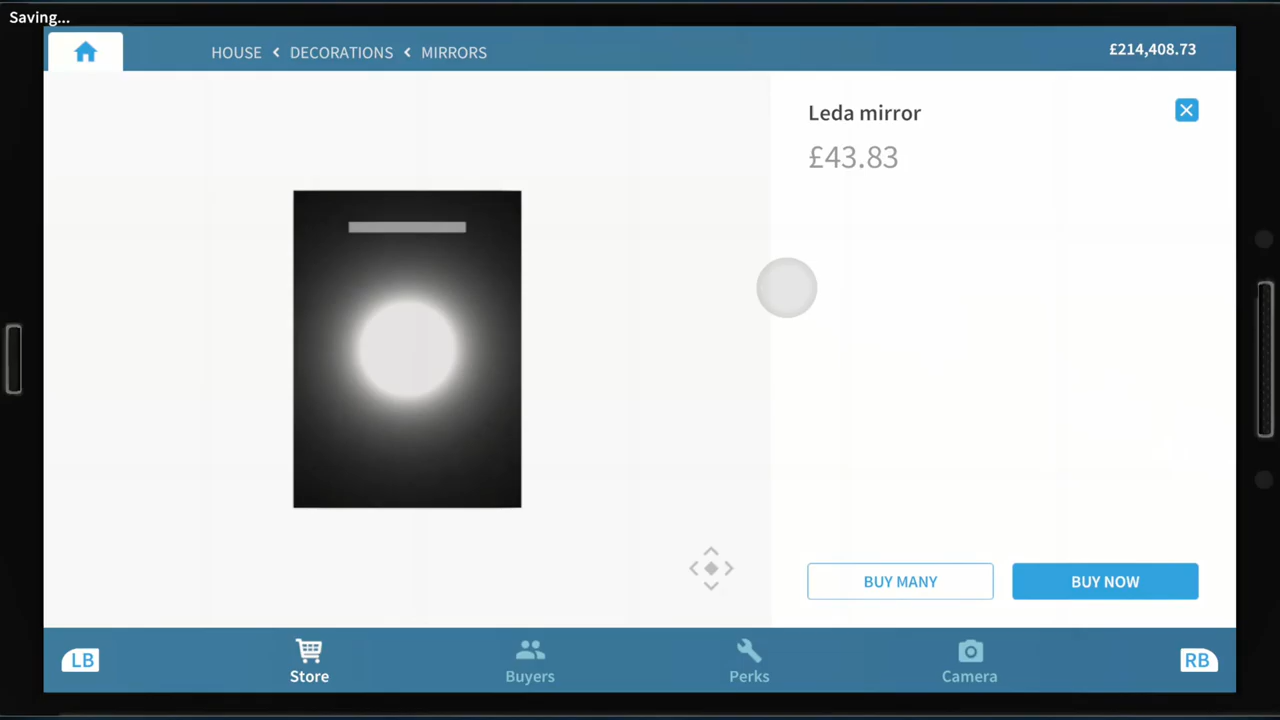 Saving...
HOUSE < DECORATIONS < MIRRORS
£214,408.73
Leda mirror
£43.83
BUY MANY
BUY NOW
LB
Store
Buyers
Perks
Camera
RB